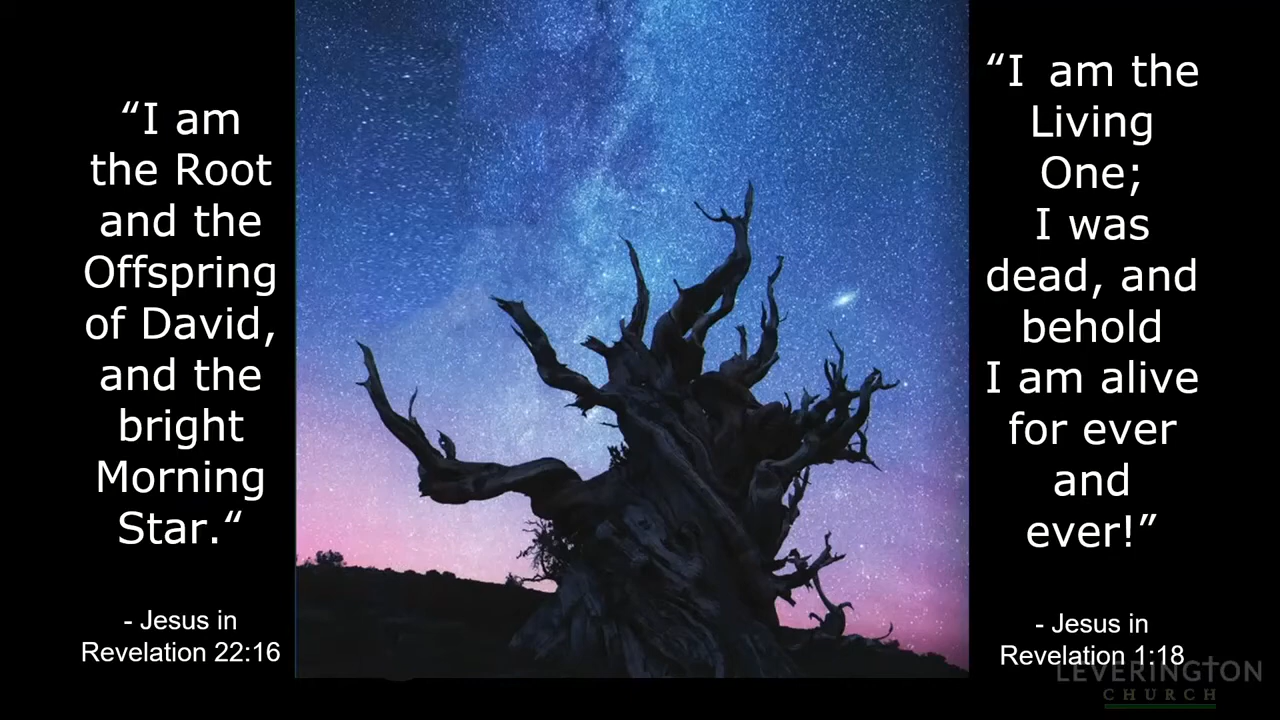 “I am
the Root
and the
Offspring
of David,
and the
bright
Morning
Star.“
- Jesus in
Revelation 22:16
“I am the
Living
One;
I was
dead, and
behold
I am alive
for ever
and
ever!”
- Jesus in
Revelation 1:18
LEVERINGTON
CHURCH